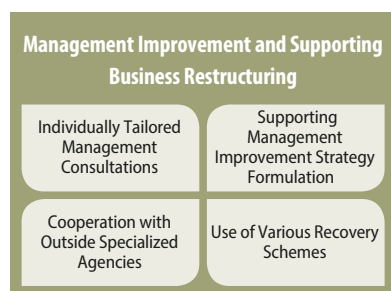 Management Improvement and Supporting
Business Restructuring
Individually Tailored
Management
Consultations
Supporting
Management
Improvement Strategy
Formulation
Cooperation with
Outside Specialized
Agencies
Use of Various Recovery
Schemes